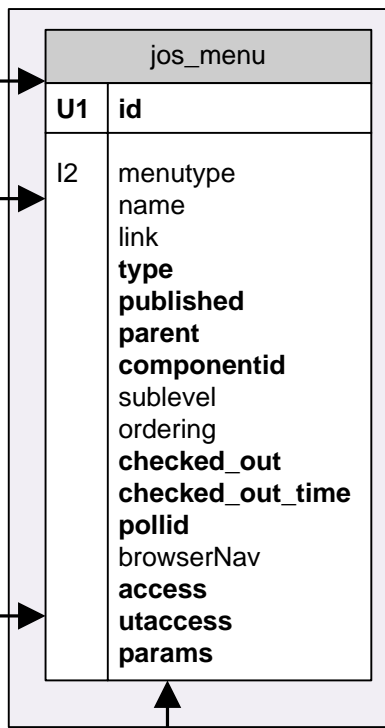 jos_menu
U1 id
I2 menutype
name
link
type
published
parent
componentid
sublevel
ordering
checked_out
checked_out_time
pollid
browserNav
access
utaccess
params